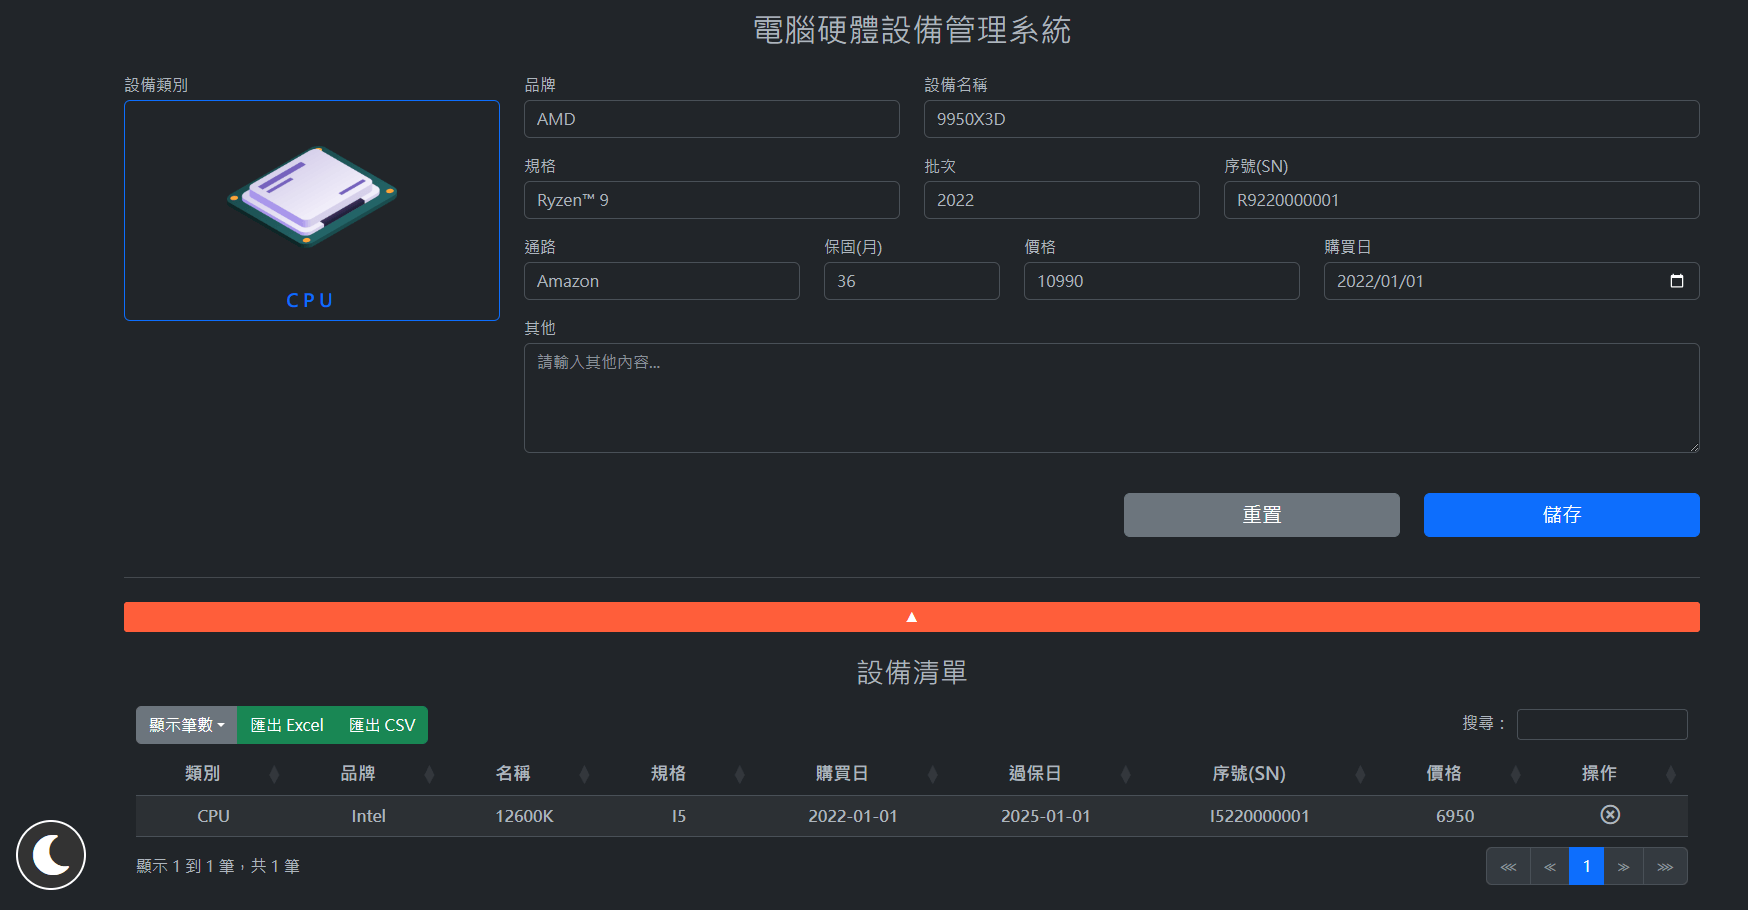 電腦硬體設備管理系統
設備類別
品牌
設備名稱
AMD
9950X3D
規格
批次
序號(SN)
Ryzen™ 9
2022
R9220000001
通路
保固(月)
價格
購買日
Amazon
36
10990
2022/01/01
CPU
其他
請輸入其他內容...
重置
儲存
▲
設備清單
顯示筆數
匯出 Excel
匯出 CSV
搜尋：
類別 品牌 名稱 規格 購買日 過保日 序號(SN) 價格 操作
CPU Intel 12600K I5 2022-01-01 2025-01-01 I5220000001 6950
顯示 1 到 1 筆，共 1 筆
⋘ ≪ 1 ≫ ⋙